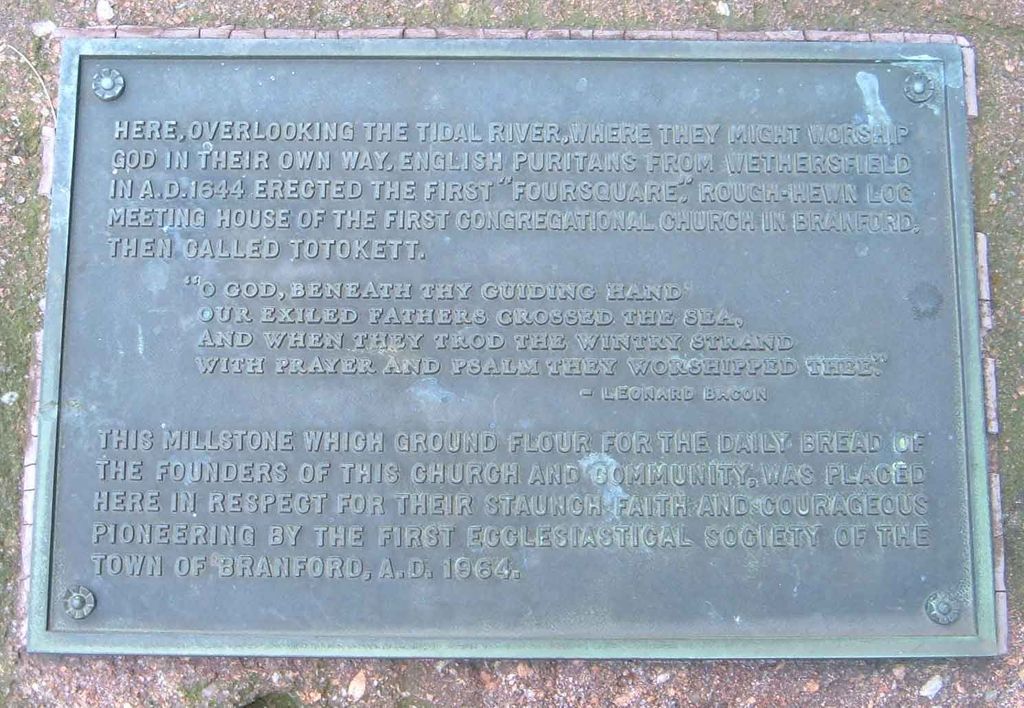 HERE, OVERLOOKING THE TIDAL RIVER, WHERE THEY MIGHT WORSHIP
GOD IN THEIR OWN WAY, ENGLISH PURITANS FROM WETHERSFIELD
IN A.D. 1644 ERECTED THE FIRST "FOURSQUARE," ROUGH-HEWN LOG
MEETING HOUSE OF THE FIRST CONGREGATIONAL CHURCH IN BRANFORD,
THEN CALLED TOTOKETT.
"O GOD, BENEATH THY GUIDING HAND
OUR EXILED FATHERS CROSSED THE SEA,
AND WHEN THEY TROD THE WINTRY STRAND
WITH PRAYER AND PSALM THEY WORSHIPPED THEE."
- LEONARD BACON
THIS MILLSTONE WHICH GROUND FLOUR FOR THE DAILY BREAD OF
THE FOUNDERS OF THIS CHURCH AND COMMUNITY, WAS PLACED
HERE IN RESPECT FOR THEIR STAUNCH FAITH AND COURAGEOUS
PIONEERING BY THE FIRST ECCLESIASTICAL SOCIETY OF THE
TOWN OF BRANFORD, A.D. 1964.